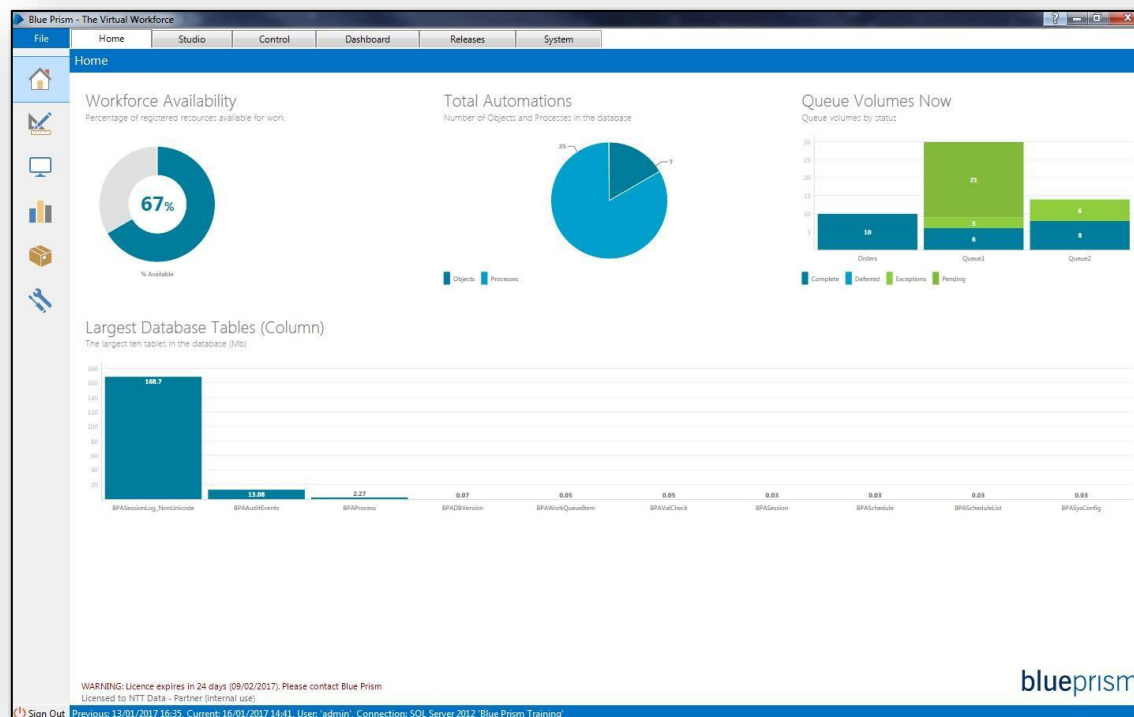 Blue Prism - The Virtual Workforce
?
File
Home
Studio
Control
Dashboard
Releases
System
Home
Workforce Availability
Percentage of registered resources available for work
67%
% Available
Total Automations
Number of Objects and Processes in the database
35
7
Objects
Processes
Queue Volumes Now
Queue volumes by status
30
25
20
15
10
5
10
21
3
6
6
8
Orders
Queue1
Queue2
Complete
Deferred
Exceptions
Pending
Largest Database Tables (Column)
The largest ten tables in the database (Mb)
180
160
140
120
100
80
60
40
20
168.7
13.08
2.27
0.07
0.05
0.05
0.03
0.03
0.03
0.03
BPASessionLog_NonUnicode
BPAAuditEvents
BPAProcess
BPADBVersion
BPAWorkQueueItem
BPAValCheck
BPASession
BPASchedule
BPAScheduleList
BPASysConfig
blueprism
WARNING: Licence expires in 24 days (09/02/2017). Please contact Blue Prism
Licensed to NTT Data - Partner (internal use)
Sign Out
Previous: 13/01/2017 16:35. Current: 16/01/2017 14:41. User: 'admin'. Connection: SQL Server 2012 'Blue Prism Training'